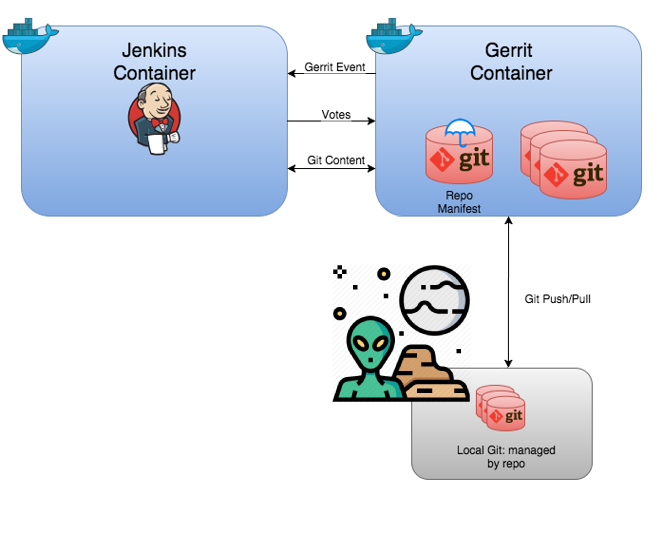 Jenkins
Container
Gerrit
Container
Gerrit Event
Votes
Git Content
git
git
Repo
Manifest
Git Push/Pull
git
Local Git: managed
by repo